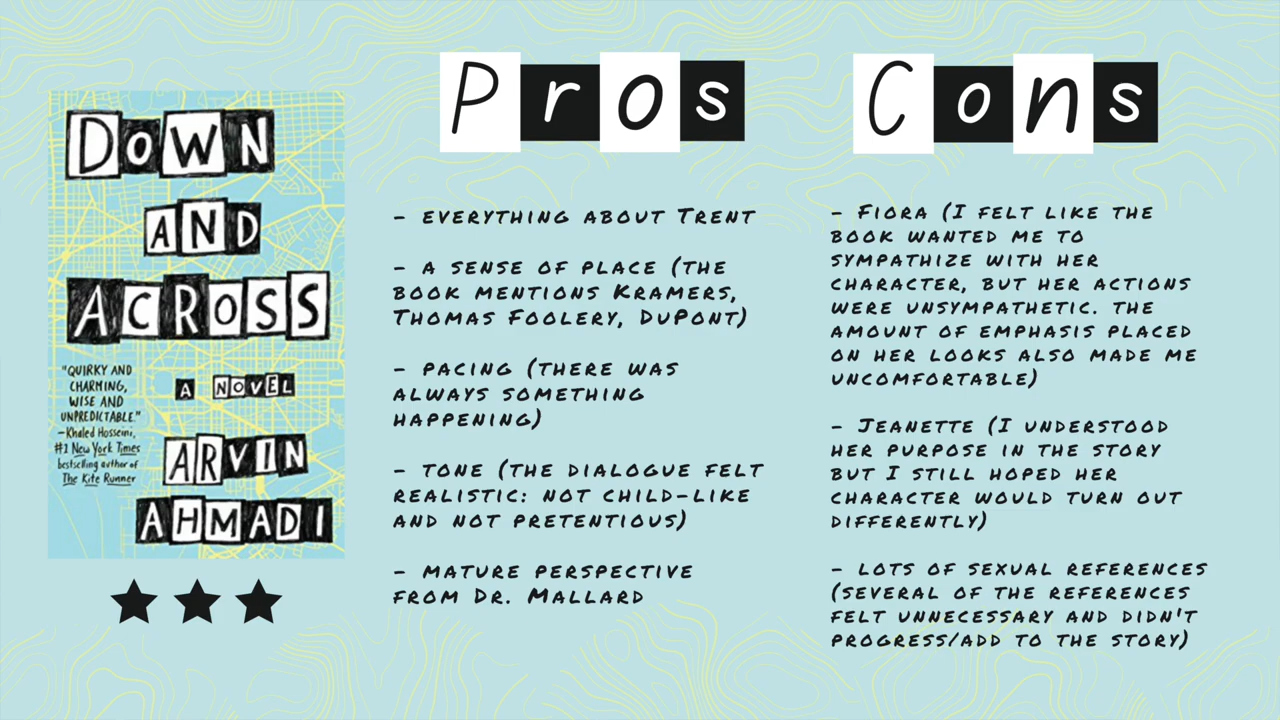 DOWN
AND
ACROSS
"QUIRKY AND
CHARMING,
WISE AND
UNPREDICTABLE."
—Khaled Hosseini,
#1 New York Times
bestselling author of
The Kite Runner
A NOVEL
ARVIN
AHMADI
Pros
- EVERYTHING ABOUT TRENT
- A SENSE OF PLACE (THE
BOOK MENTIONS KRAMERS,
THOMAS FOOLERY, DUPONT)
- PACING (THERE WAS
ALWAYS SOMETHING
HAPPENING)
- TONE (THE DIALOGUE FELT
REALISTIC: NOT CHILD-LIKE
AND NOT PRETENTIOUS)
- MATURE PERSPECTIVE
FROM DR. MALLARD
Cons
- FIORA (I FELT LIKE THE
BOOK WANTED ME TO
SYMPATHIZE WITH HER
CHARACTER, BUT HER ACTIONS
WERE UNSYMPATHETIC. THE
AMOUNT OF EMPHASIS PLACED
ON HER LOOKS ALSO MADE ME
UNCOMFORTABLE)
- JEANETTE (I UNDERSTOOD
HER PURPOSE IN THE STORY
BUT I STILL HOPED HER
CHARACTER WOULD TURN OUT
DIFFERENTLY)
- LOTS OF SEXUAL REFERENCES
(SEVERAL OF THE REFERENCES
FELT UNNECESSARY AND DIDN'T
PROGRESS/ADD TO THE STORY)